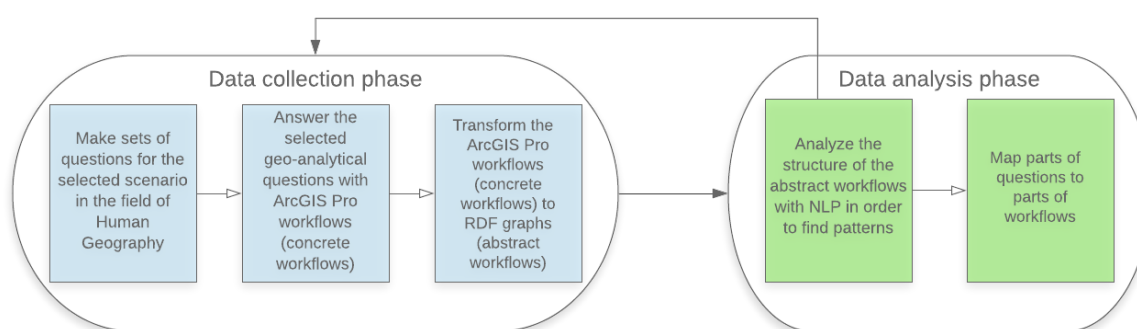 Data collection phase
Make sets of
questions for the
selected scenario
in the field of
Human
Geography
Answer the
selected
geo-analytical
questions with
ArcGIS Pro
workflows
(concrete
workflows)
Transform the
ArcGIS Pro
workflows
(concrete
workflows) to
RDF graphs
(abstract
workflows)
Data analysis phase
Analyze the
structure of the
abstract workflows
with NLP in order
to find patterns
Map parts of
questions to
parts of
workflows